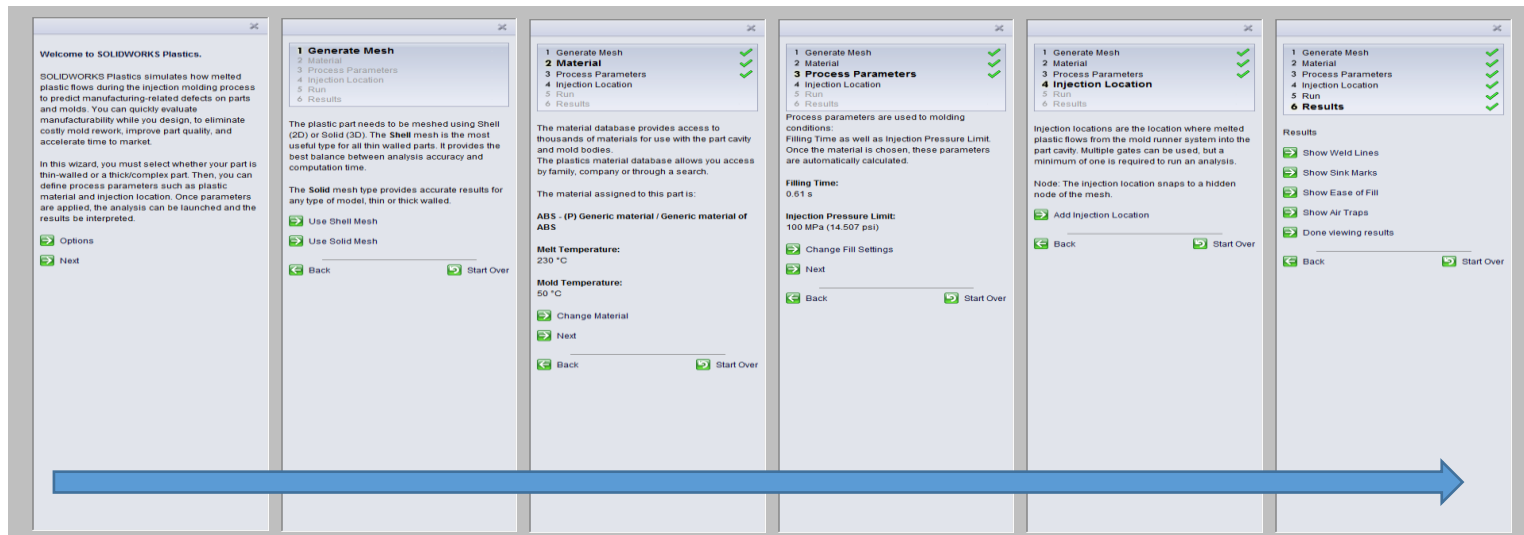 Welcome to SOLIDWORKS Plastics.
SOLIDWORKS Plastics simulates how melted
plastic flows during the injection molding process
to predict manufacturing-related defects on parts
and molds. You can quickly evaluate
manufacturability while you design, to eliminate
costly mold rework, improve part quality, and
accelerate time to market.
In this wizard, you must select whether your part is
thin-walled or a thick/complex part. Then, you can
define process parameters such as plastic
material and injection location. Once parameters
are applied, the analysis can be launched and the
results be interpreted.
Options
Next
1 Generate Mesh
2 Material
3 Process Parameters
4 Injection Location
5 Run
6 Results
The plastic part needs to be meshed using Shell
(2D) or Solid (3D). The Shell mesh is the most
useful type for all thin walled parts. It provides the
best balance between analysis accuracy and
computation time.
The Solid mesh type provides accurate results for
any type of model, thin or thick walled.
Use Shell Mesh
Use Solid Mesh
Back Start Over
1 Generate Mesh
2 Material
3 Process Parameters
4 Injection Location
5 Run
6 Results
The material database provides access to
thousands of materials for use with the part cavity
and mold bodies.
The plastics material database allows you access
by family, company or through a search.
The material assigned to this part is:
ABS - (P) Generic material / Generic material of
ABS
Melt Temperature:
230 °C
Mold Temperature:
50 °C
Change Material
Next
Back Start Over
1 Generate Mesh
2 Material
3 Process Parameters
4 Injection Location
5 Run
6 Results
Process parameters are used to molding
conditions:
Filling Time as well as Injection Pressure Limit.
Once the material is chosen, these parameters
are automatically calculated.
Filling Time:
0.61 s
Injection Pressure Limit:
100 MPa (14.507 psi)
Change Fill Settings
Next
Back Start Over
1 Generate Mesh
2 Material
3 Process Parameters
4 Injection Location
5 Run
6 Results
Injection locations are the location where melted
plastic flows from the mold runner system into the
part cavity. Multiple gates can be used, but a
minimum of one is required to run an analysis.
Node: The injection location snaps to a hidden
node of the mesh.
Add Injection Location
Back Start Over
1 Generate Mesh
2 Material
3 Process Parameters
4 Injection Location
5 Run
6 Results
Results
Show Weld Lines
Show Sink Marks
Show Ease of Fill
Show Air Traps
Done viewing results
Back Start Over